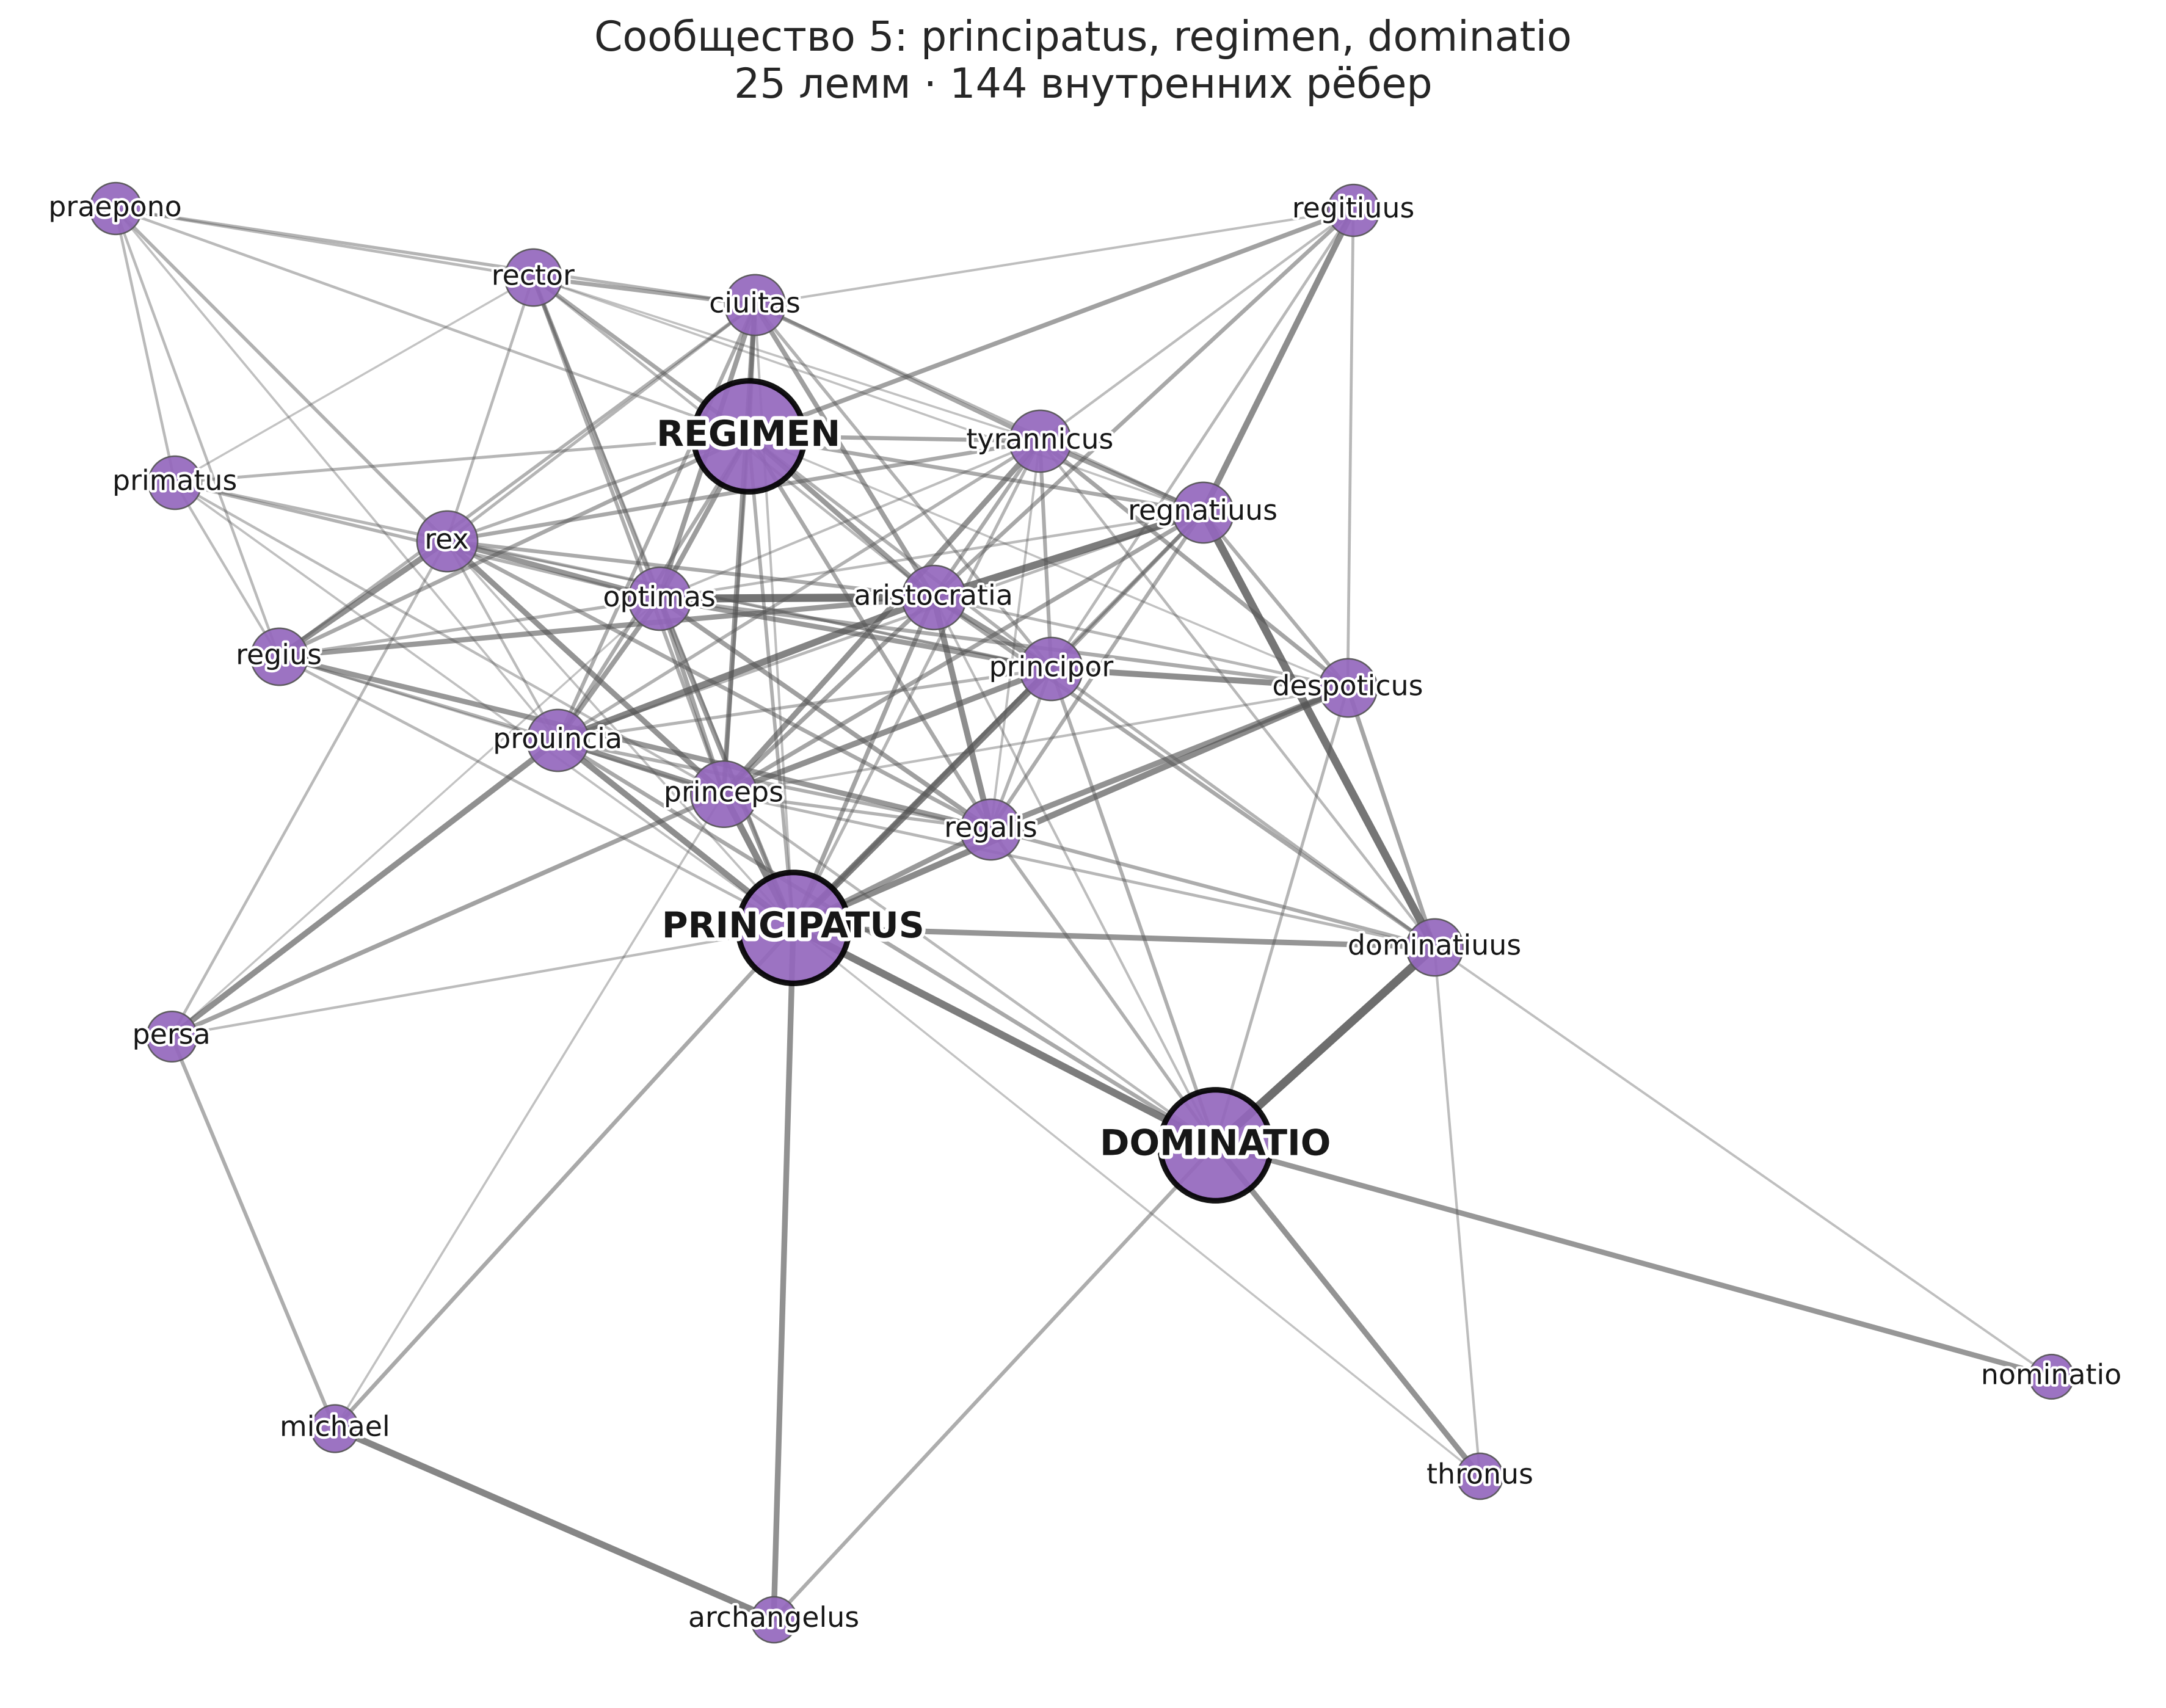 Сообщество 5: principatus, regimen, dominatio
25 лемм · 144 внутренних рёбер
praepono
regitiuus
rector
ciuitas
REGIMEN
tyrannicus
primatus
regnatiuus
rex
optimas
aristocratia
regius
principor
despoticus
prouincia
princeps
regalis
PRINCIPATUS
dominatiuus
persa
DOMINATIO
nominatio
michael
thronus
archangelus